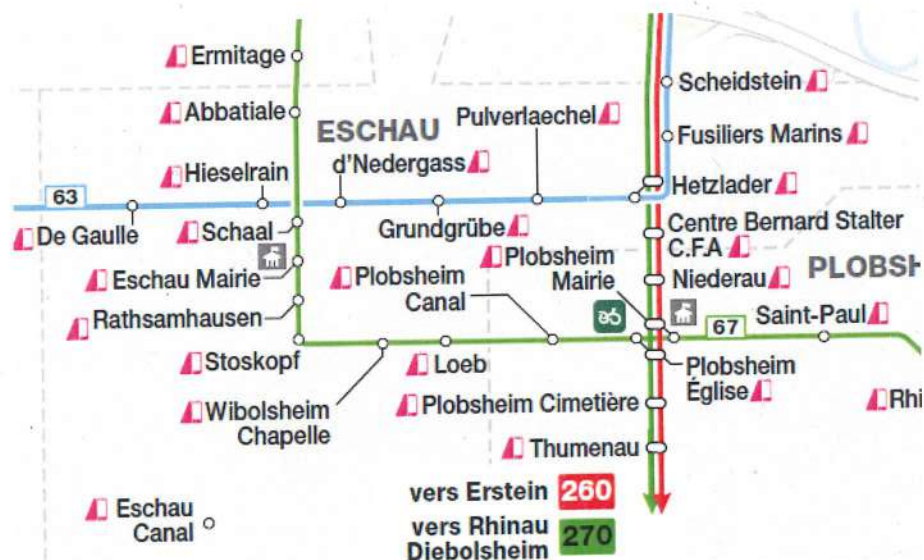 Ermitage
Scheidstein
Abbatiale
ESCHAU
Pulverlaechel
Fusiliers Marins
Hieselrain
d'Nedergass
Hetzlader
63
De Gaulle
Schaal
Grundgrübe
Centre Bernard Stalter
C.F.A
Eschau Mairie
Plobsheim
Canal
Plobsheim
Mairie
Niederau
PLOBSH
Rathsamhausen
67
Saint-Paul
Stoskopf
Loeb
Plobsheim
Église
Wibolsheim
Chapelle
Plobsheim Cimetière
Rhi
Thumenau
vers Erstein 260
vers Rhinau
Diebolsheim 270
Eschau
Canal